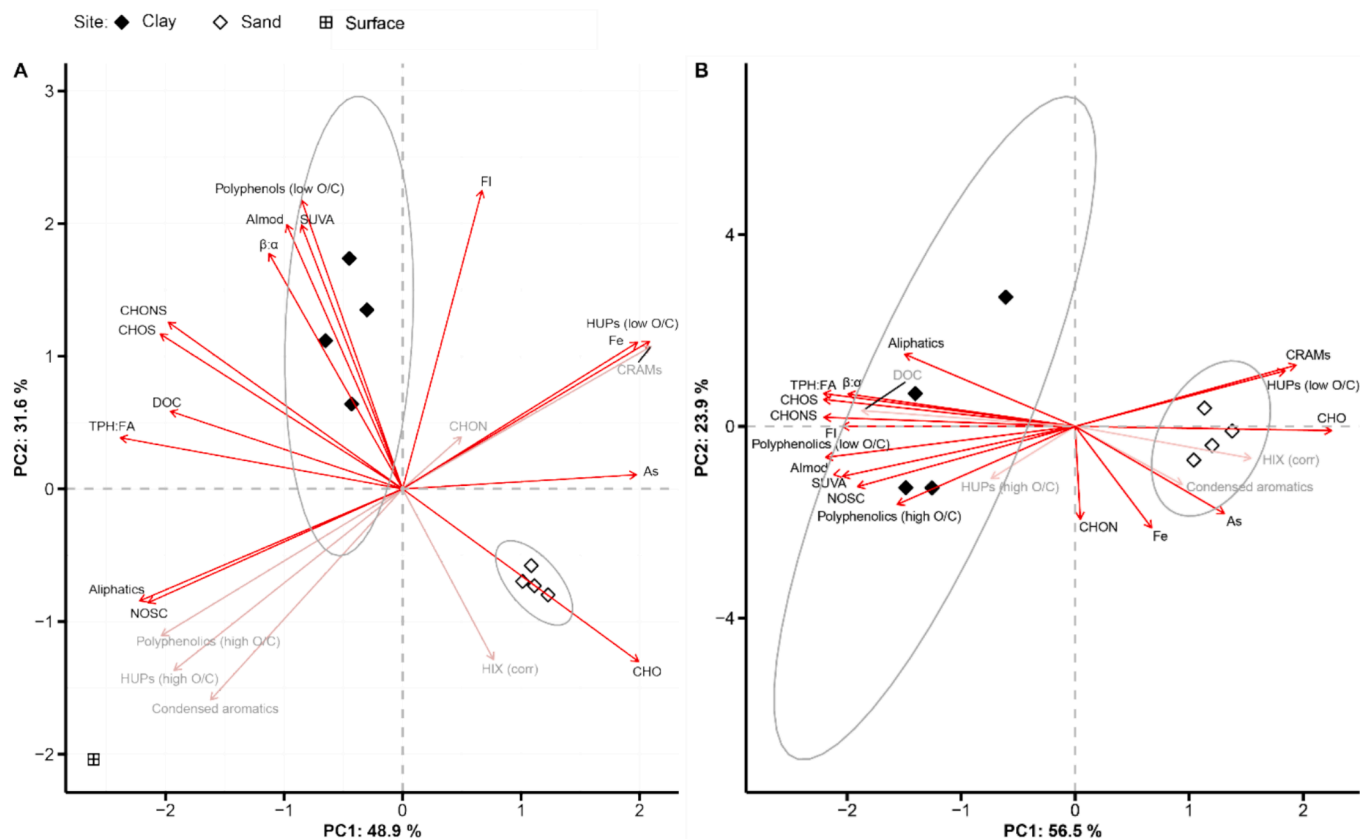 Site: Clay Sand Surface
A
3
2
1
0
−1
−2
PC2: 31.6 %
−2
−1
0
1
2
PC1: 48.9 %
Polyphenols (low O/C)
FI
AImod
SUVA
β:α
CHONS
CHOS
HUPs (low O/C)
Fe
CRAMs
DOC
TPH:FA
CHON
As
Aliphatics
NOSC
Polyphenolics (high O/C)
HUPs (high O/C)
Condensed aromatics
HIX (corr)
CHO
B
4
0
−4
PC2: 23.9 %
−2
−1
0
1
2
PC1: 56.5 %
Aliphatics
CRAMs
DOC
TPH:FA
β:α
HUPs (low O/C)
CHOS
CHONS
CHO
FI
Polyphenolics (low O/C)
HIX (corr)
AImod
SUVA
HUPs (high O/C)
Condensed aromatics
NOSC
Polyphenolics (high O/C)
As
CHON
Fe